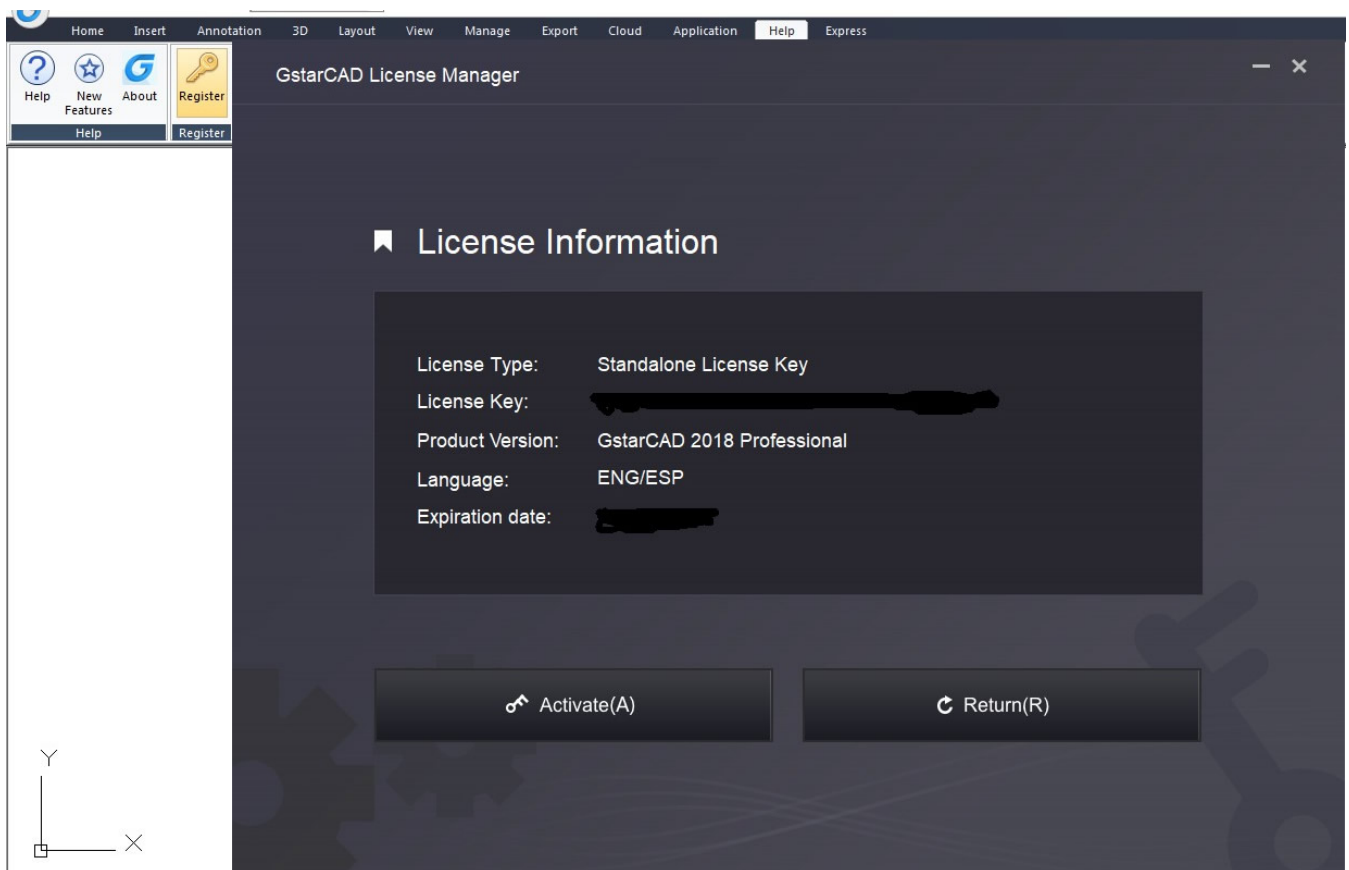 Home Insert Annotation 3D Layout View Manage Export Cloud Application Help Express
Help New Features About Register
Help Register
GstarCAD License Manager
License Information
License Type: Standalone License Key
License Key:
Product Version: GstarCAD 2018 Professional
Language: ENG/ESP
Expiration date:
Activate(A) Return(R)
Y
X